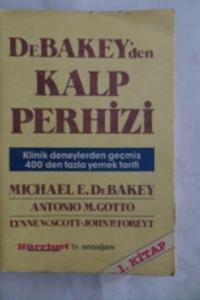 DEBAKEY'den
KALP
PERHİZİ
Klinik deneylerden geçmiş
400 den fazla yemek tarifi
MICHAEL E. DEBAKEY
ANTONIO M. GOTTO
LYNNE W. SCOTT · JOHN P. FOREYT
Hürriyet'in armağanı
1. KİTAP